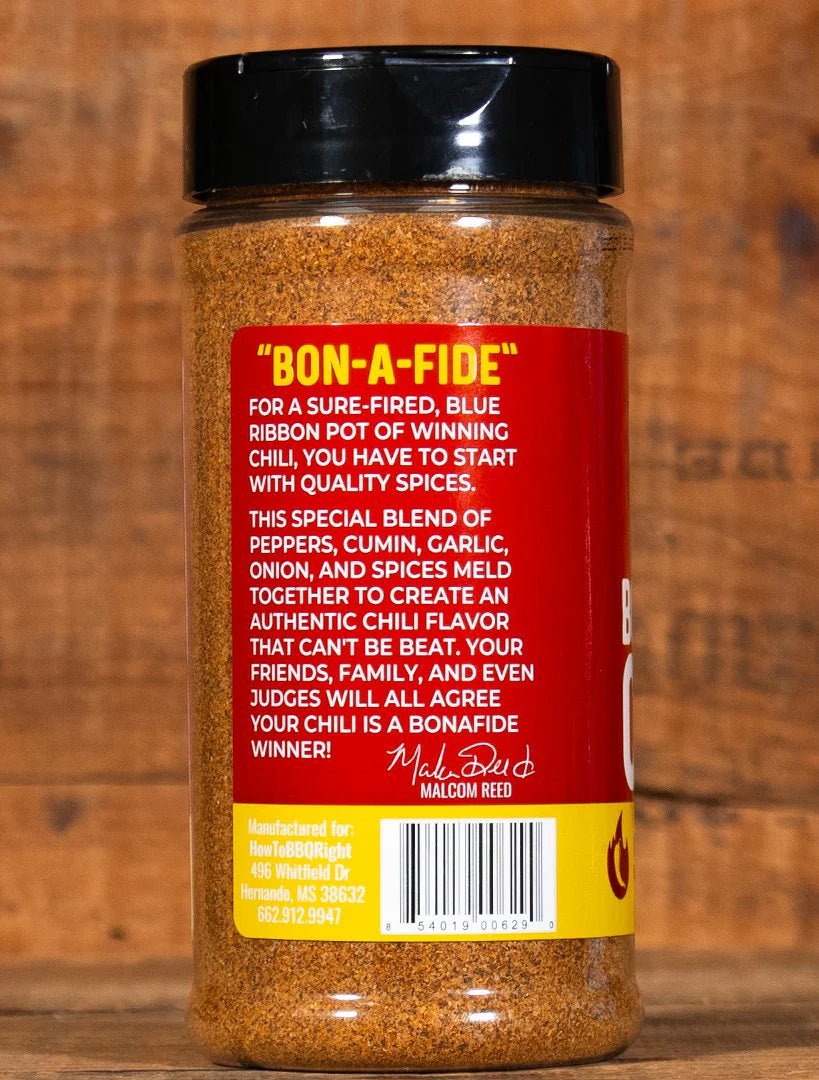 "BON-A-FIDE"
FOR A SURE-FIRED, BLUE
RIBBON POT OF WINNING
CHILI, YOU HAVE TO START
WITH QUALITY SPICES.
THIS SPECIAL BLEND OF
PEPPERS, CUMIN, GARLIC,
ONION, AND SPICES MELD
TOGETHER TO CREATE AN
AUTHENTIC CHILI FLAVOR
THAT CAN'T BE BEAT. YOUR
FRIENDS, FAMILY, AND EVEN
JUDGES WILL ALL AGREE
YOUR CHILI IS A BONAFIDE
WINNER!
Malcom Reed
MALCOM REED
Manufactured for:
HowToBBQRight
496 Whitfield Dr
Hernando, MS 38632
662.912.9947
8 54019 00629 0